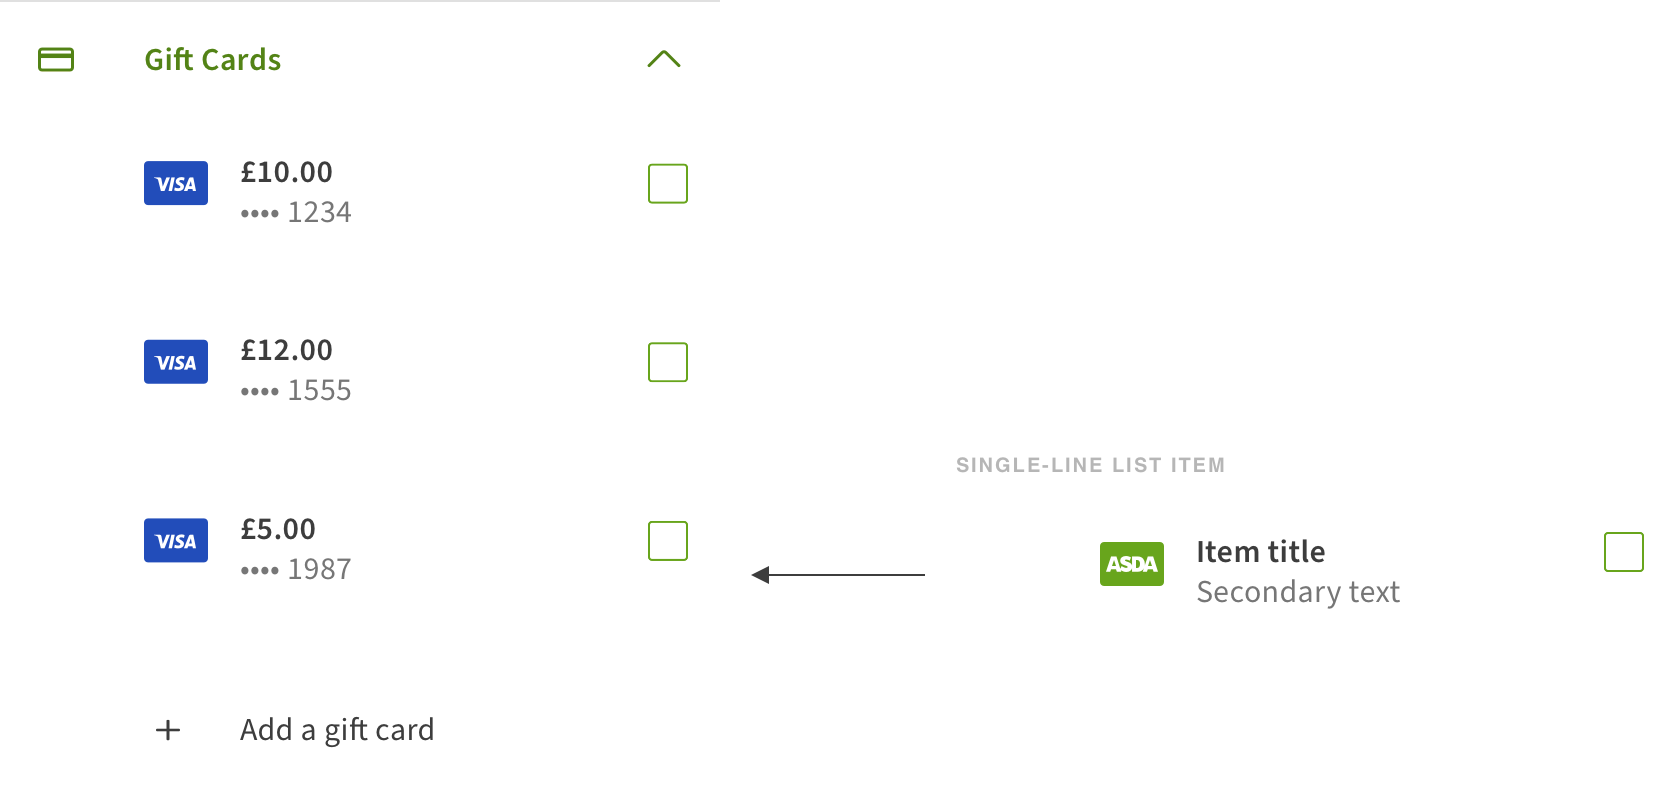 Gift Cards
VISA £10.00
•••• 1234
VISA £12.00
•••• 1555
VISA £5.00
•••• 1987
Add a gift card
SINGLE-LINE LIST ITEM
ASDA Item title
Secondary text